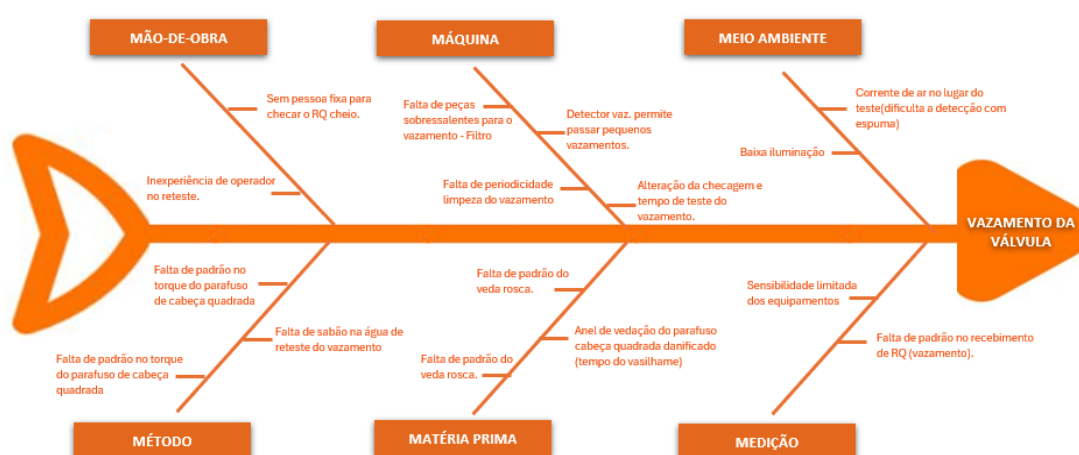 MÃO-DE-OBRA
MÁQUINA
MEIO AMBIENTE
Sem pessoa fixa para
checar o RQ cheio.
Inexperiência de operador
no reteste.
Falta de peças
sobressalentes para o
vazamento - Filtro
Detector vaz. permite
passar pequenos
vazamentos.
Falta de periodicidade
limpeza do vazamento
Alteração da checagem e
tempo de teste do
vazamento.
Corrente de ar no lugar do
teste(dificulta a detecção com
espuma)
Baixa iluminação
VAZAMENTO DA
VÁLVULA
Falta de padrão no
torque do parafuso
de cabeça quadrada
Falta de sabão na água de
reteste do vazamento
Falta de padrão no torque
do parafuso de cabeça
quadrada
Falta de padrão do
veda rosca.
Anel de vedação do parafuso
cabeça quadrada danificado
(tempo do vasilhame)
Falta de padrão do
veda rosca.
Sensibilidade limitada
dos equipamentos
Falta de padrão no recebimento
de RQ (vazamento).
MÉTODO
MATÉRIA PRIMA
MEDIÇÃO